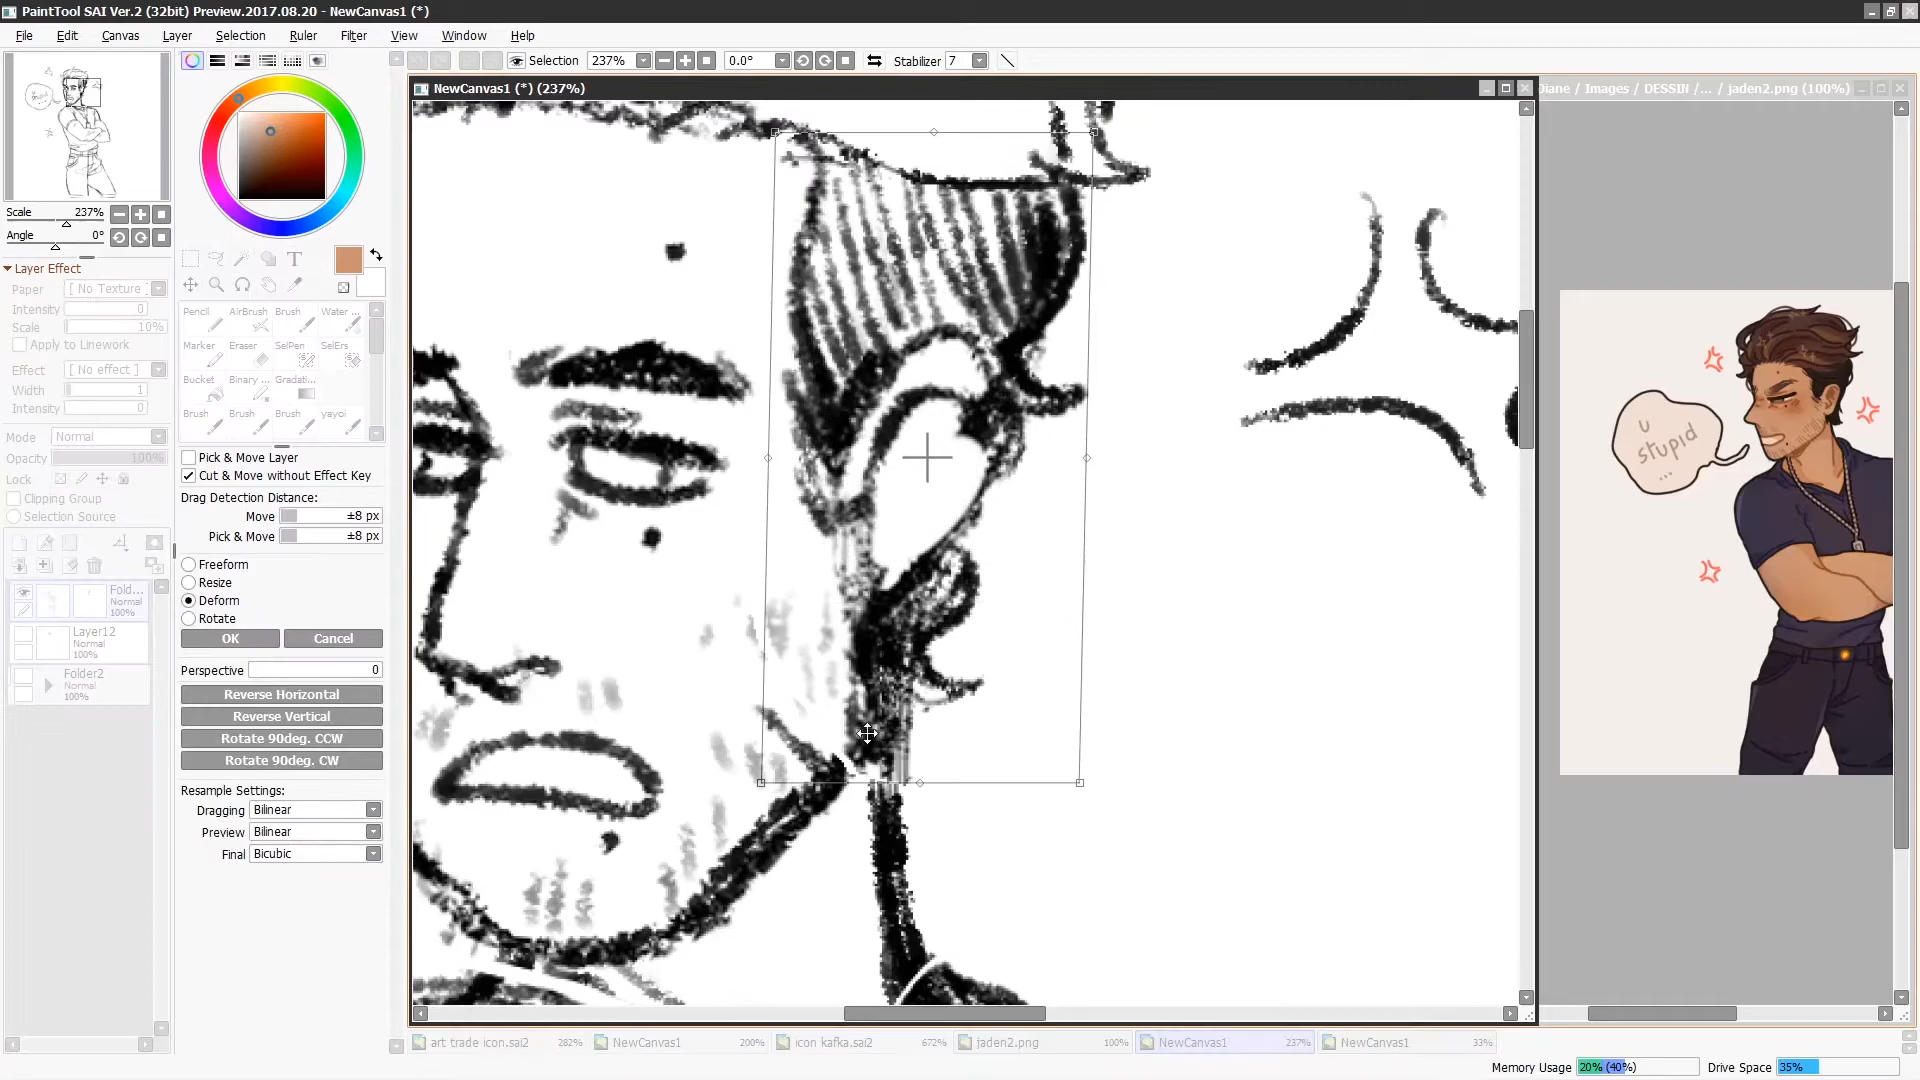 PaintTool SAI Ver.2 (32bit) Preview.2017.08.20 - NewCanvas1 (*)
File Edit Canvas Layer Selection Ruler Filter View Window Help
Selection 237% 0.0° Stabilizer 7
NewCanvas1 (*) (237%)
Diane / Images / DESSIN /... / jaden2.png (100%)
Scale 237%
Angle 0°
Layer Effect
Paper [ No Texture ]
Intensity 0
Scale 10%
Apply to Linework
Effect [ No effect ]
Width 1
Intensity 0
Mode Normal
Opacity 100%
Lock
Clipping Group
Selection Source
Fold...
Normal
100%
Layer12
Normal
100%
Folder2
Normal
100%
T
Pencil AirBrush Brush Water ...
Marker Eraser SelPen SelErs
Bucket Binary ... Gradati...
Brush Brush Brush yayoi
Pick & Move Layer
Cut & Move without Effect Key
Drag Detection Distance:
Move ±8 px
Pick & Move ±8 px
Freeform
Resize
Deform
Rotate
OK Cancel
Perspective 0
Reverse Horizontal
Reverse Vertical
Rotate 90deg. CCW
Rotate 90deg. CW
Resample Settings:
Dragging Bilinear
Preview Bilinear
Final Bicubic
u
stupid
...
art trade icon.sai2 282% NewCanvas1 200% icon kafka.sai2 672% jaden2.png 100% NewCanvas1 237% NewCanvas1 33%
Memory Usage 20% (40%) Drive Space 35%